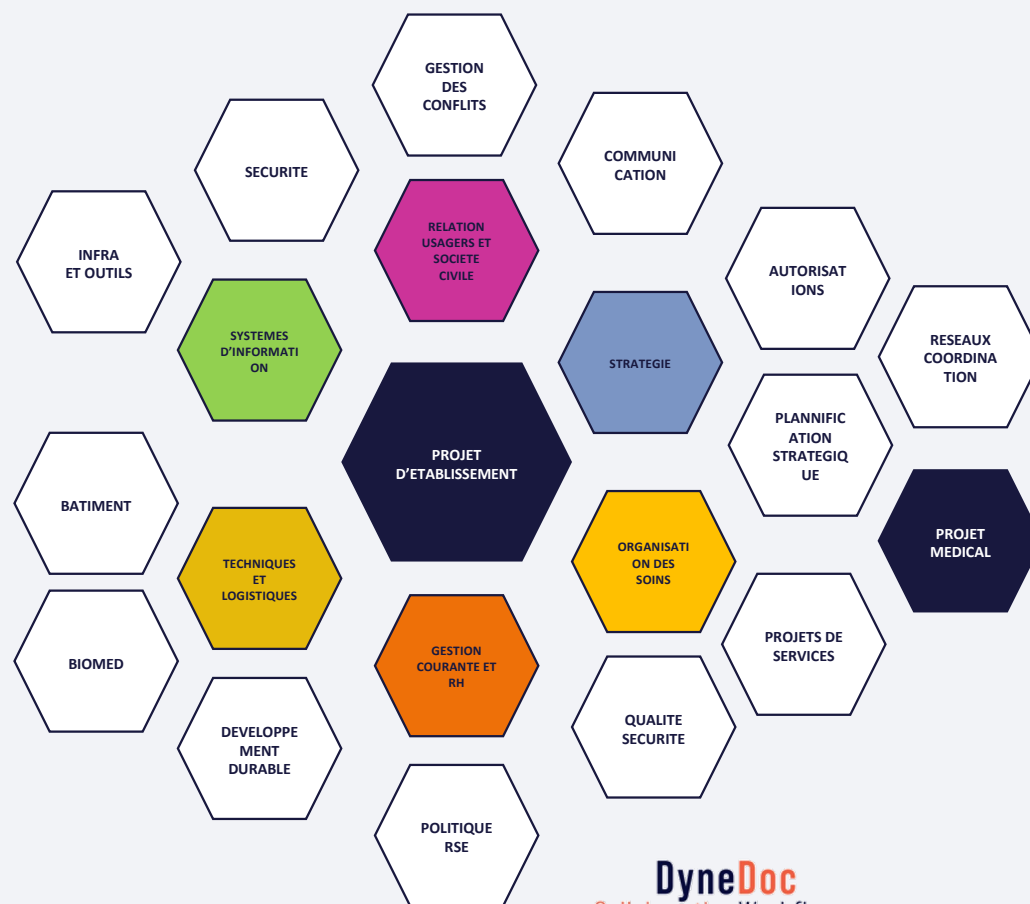 GESTION
DES
CONFLITS
SECURITE
COMMUNI
CATION
RELATION
USAGERS ET
SOCIETE
CIVILE
INFRA
ET OUTILS
AUTORISAT
IONS
SYSTEMES
D'INFORMATI
ON
STRATEGIE
RESEAUX
COORDINA
TION
PLANNIFIC
ATION
STRATEGIQ
UE
PROJET
D'ETABLISSEMENT
BATIMENT
PROJET
MEDICAL
TECHNIQUES
ET
LOGISTIQUES
ORGANISATI
ON DES
SOINS
BIOMED
GESTION
COURANTE ET
RH
PROJETS DE
SERVICES
DEVELOPPE
MENT
DURABLE
QUALITE
SECURITE
POLITIQUE
RSE
DyneDoc